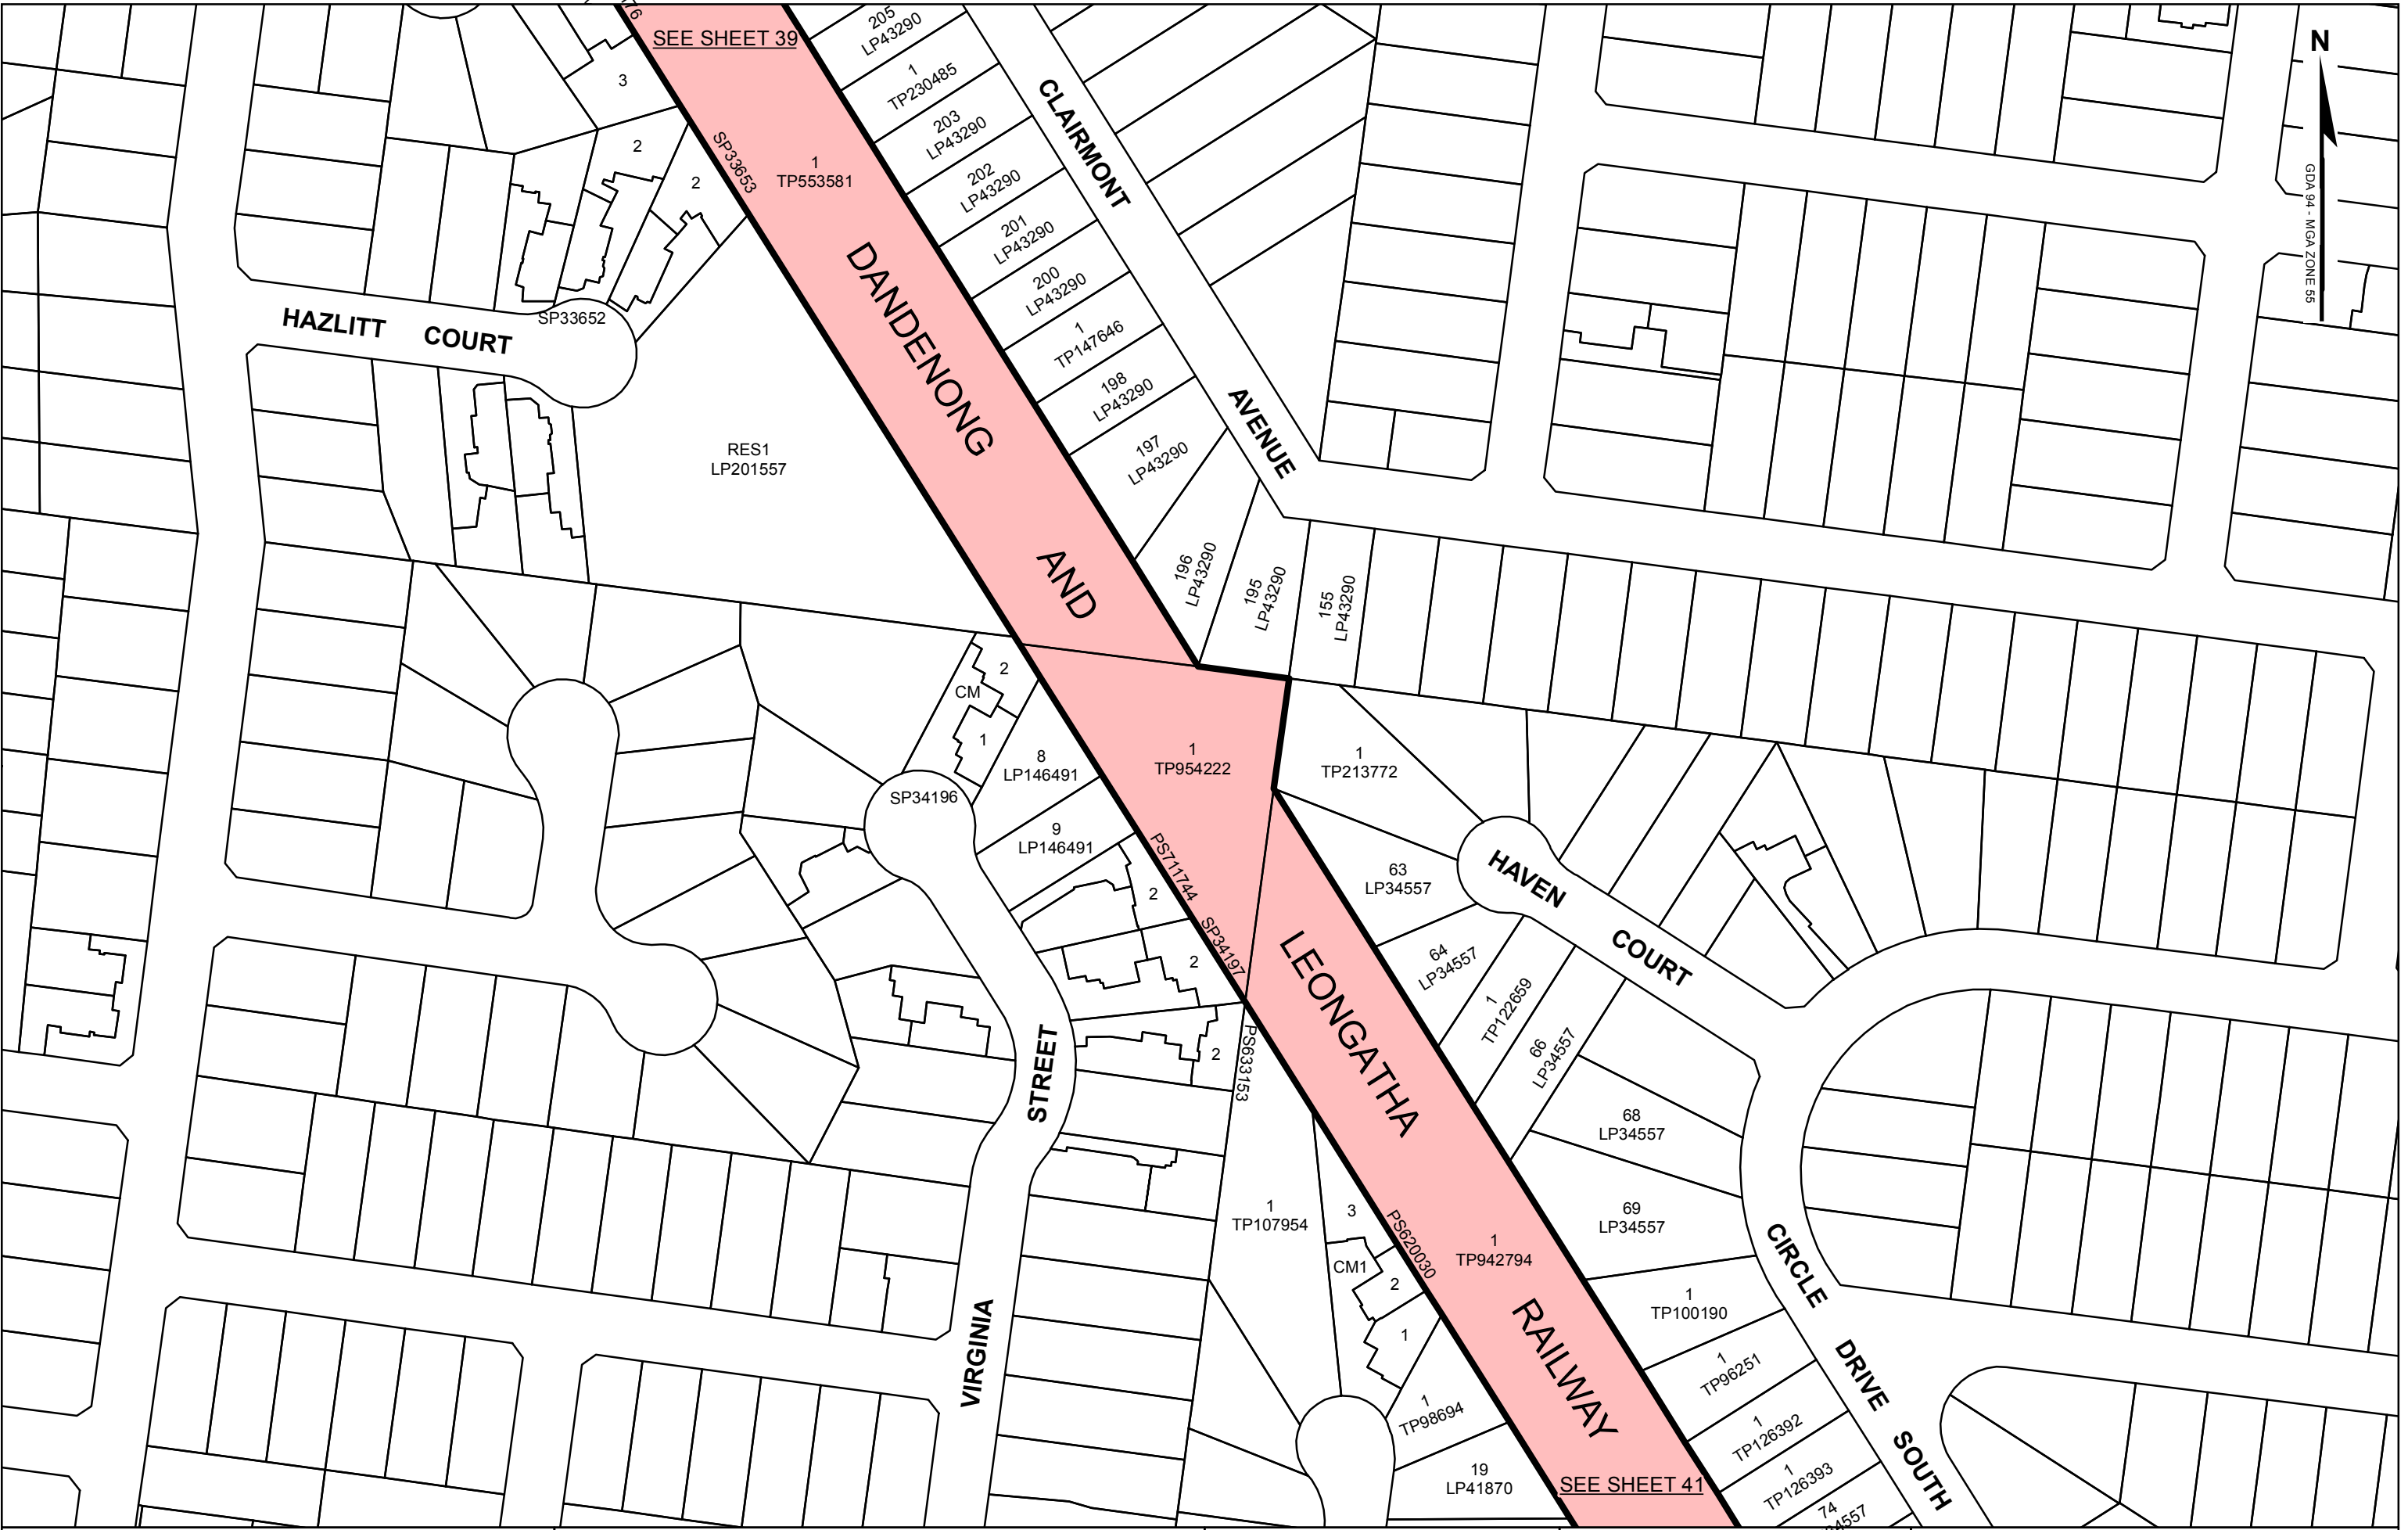 76
SEE SHEET 39
205
LP43290
N
3
1
TP230485
CLAIRMONT
203
LP43290
2
SP33653
1
TP553581
202
LP43290
2
GDA 94 - MGA ZONE 55
201
LP43290
200
LP43290
HAZLITT COURT
SP33652
DANDENONG
1
TP147646
198
LP43290
AVENUE
197
LP43290
RES1
LP201557
AND
196
LP43290
195
LP43290
155
LP43290
2
CM
1
8
LP146491
1
TP954222
1
TP213772
SP34196
9
LP146491
PS711744
2
63
LP34557
HAVEN
COURT
SP34197
2
LEONGATHA
64
LP34557
1
TP122659
66
LP34557
STREET
2
PS633153
68
LP34557
1
TP107954
3
PS620030
69
LP34557
1
TP942794
CM1
2
CIRCLE
1
1
TP100190
VIRGINIA
RAILWAY
1
TP96251
DRIVE
1
TP98694
1
TP126392
SOUTH
19
LP41870
SEE SHEET 41
1
TP126393
74
34557